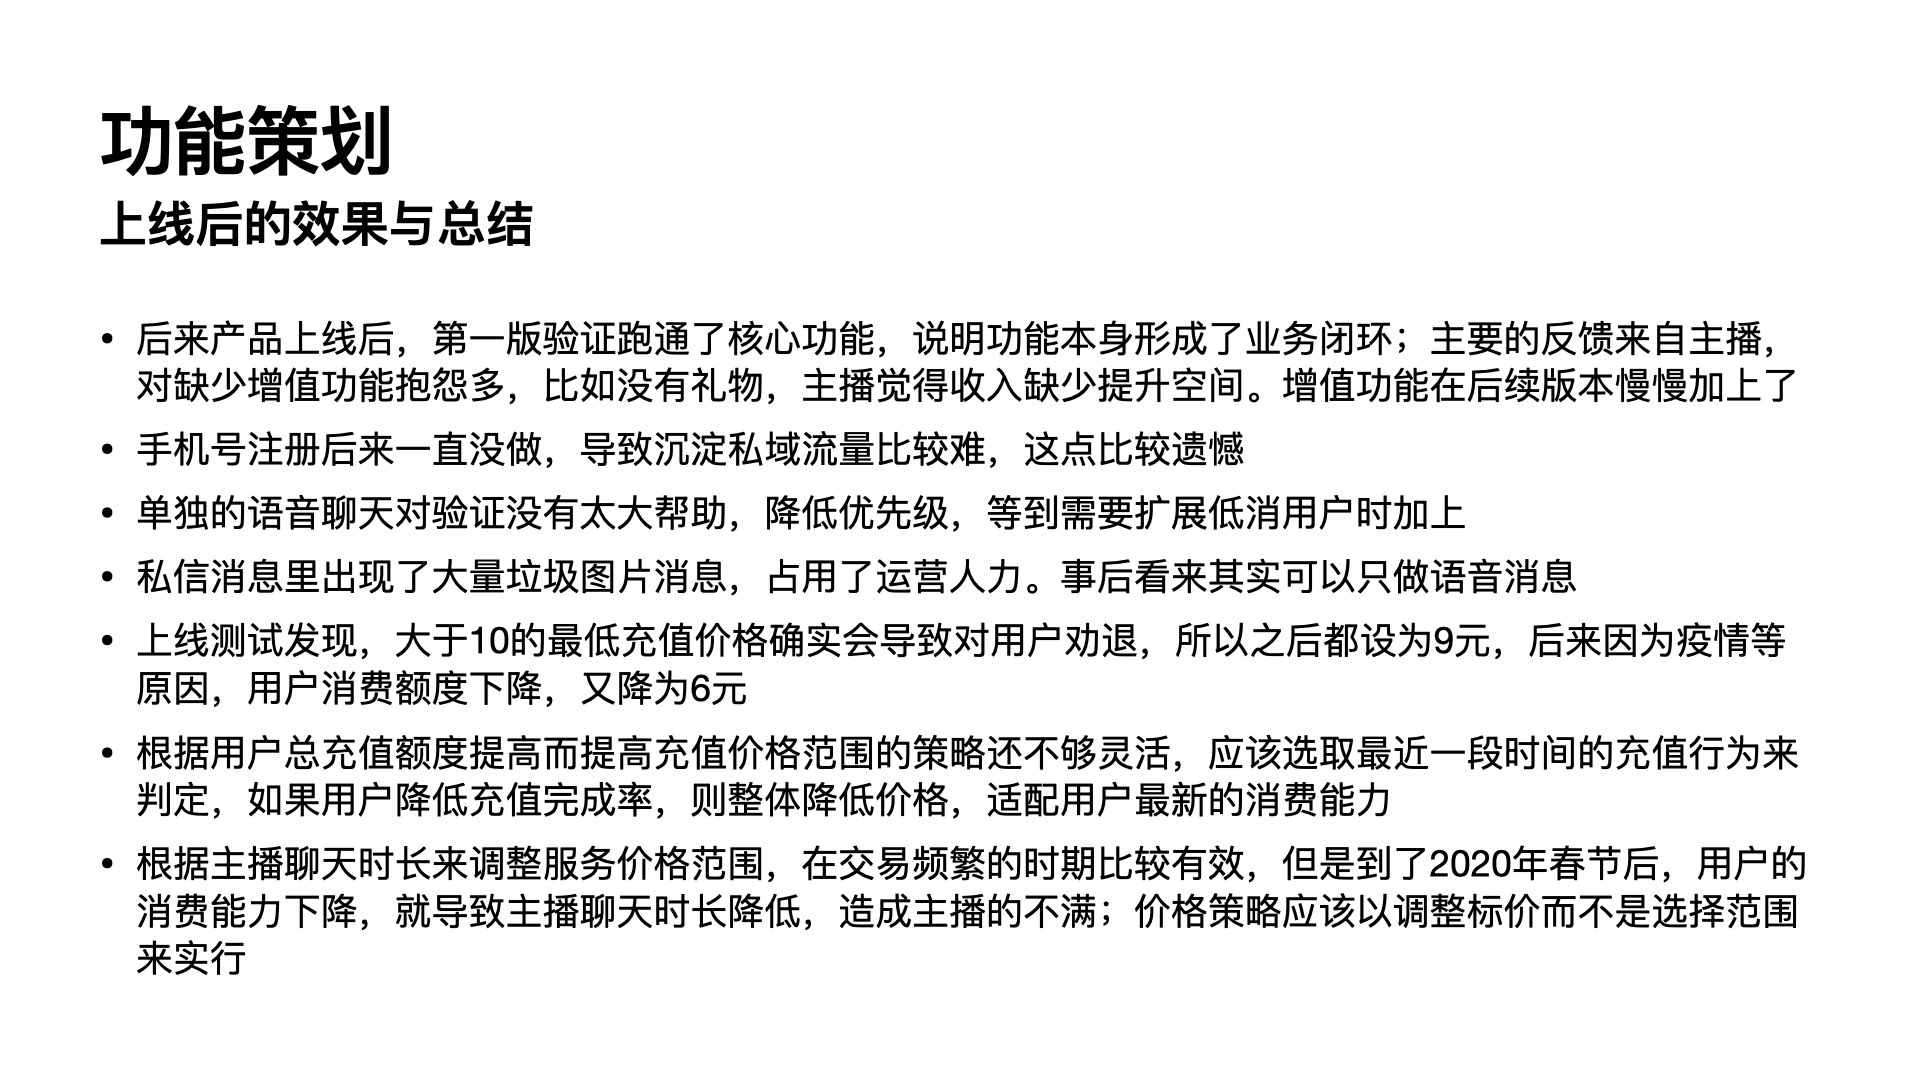 功能策划
上线后的效果与总结
• 后来产品上线后，第一版验证跑通了核心功能，说明功能本身形成了业务闭环；主要的反馈来自主播，
对缺少增值功能抱怨多，比如没有礼物，主播觉得收入缺少提升空间。增值功能在后续版本慢慢加上了
• 手机号注册后来一直没做，导致沉淀私域流量比较难，这点比较遗憾
• 单独的语音聊天对验证没有太大帮助，降低优先级，等到需要扩展低消用户时加上
• 私信消息里出现了大量垃圾图片消息，占用了运营人力。事后看来其实可以只做语音消息
• 上线测试发现，大于10的最低充值价格确实会导致对用户劝退，所以之后都设为9元，后来因为疫情等
原因，用户消费额度下降，又降为6元
• 根据用户总充值额度提高而提高充值价格范围的策略还不够灵活，应该选取最近一段时间的充值行为来
判定，如果用户降低充值完成率，则整体降低价格，适配用户最新的消费能力
• 根据主播聊天时长来调整服务价格范围，在交易频繁的时期比较有效，但是到了2020年春节后，用户的
消费能力下降，就导致主播聊天时长降低，造成主播的不满；价格策略应该以调整标价而不是选择范围
来实行